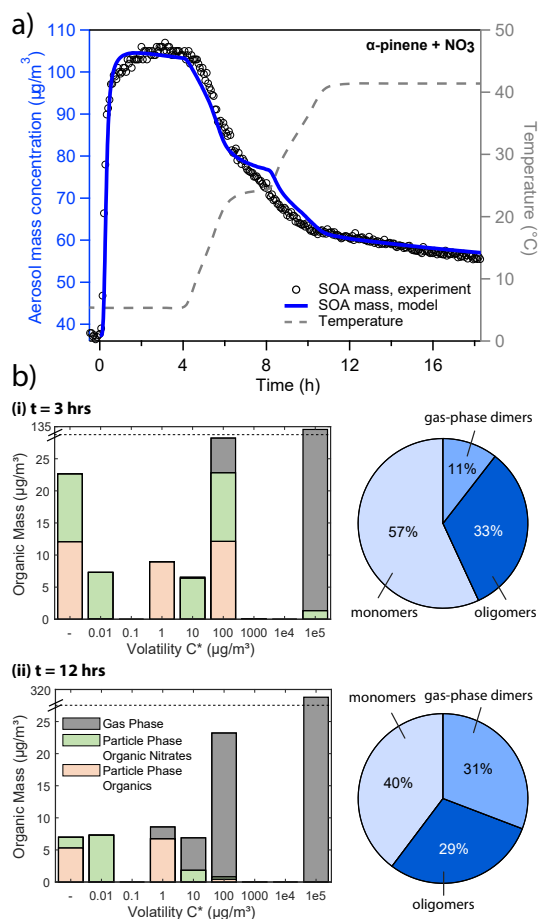 a)
α-pinene + NO3
Aerosol mass concentration (µg/m³)
110
100
90
80
70
60
50
40
50
40
30
20
10
0
Temperature (°C)
SOA mass, experiment
SOA mass, model
Temperature
0 4 8 12 16
Time (h)
b)
(i) t = 3 hrs
Organic Mass (µg/m³)
135
25
20
15
10
5
0
- 0.01 0.1 1 10 100 1000 1e4 1e5
Volatility C* (µg/m³)
gas-phase dimers
11%
57%
33%
monomers
oligomers
(ii) t = 12 hrs
Organic Mass (µg/m³)
320
25
20
15
10
5
0
Gas Phase
Particle Phase
Organic Nitrates
Particle Phase
Organics
- 0.01 0.1 1 10 100 1000 1e4 1e5
Volatility C* (µg/m³)
monomers
gas-phase dimers
40%
31%
29%
oligomers